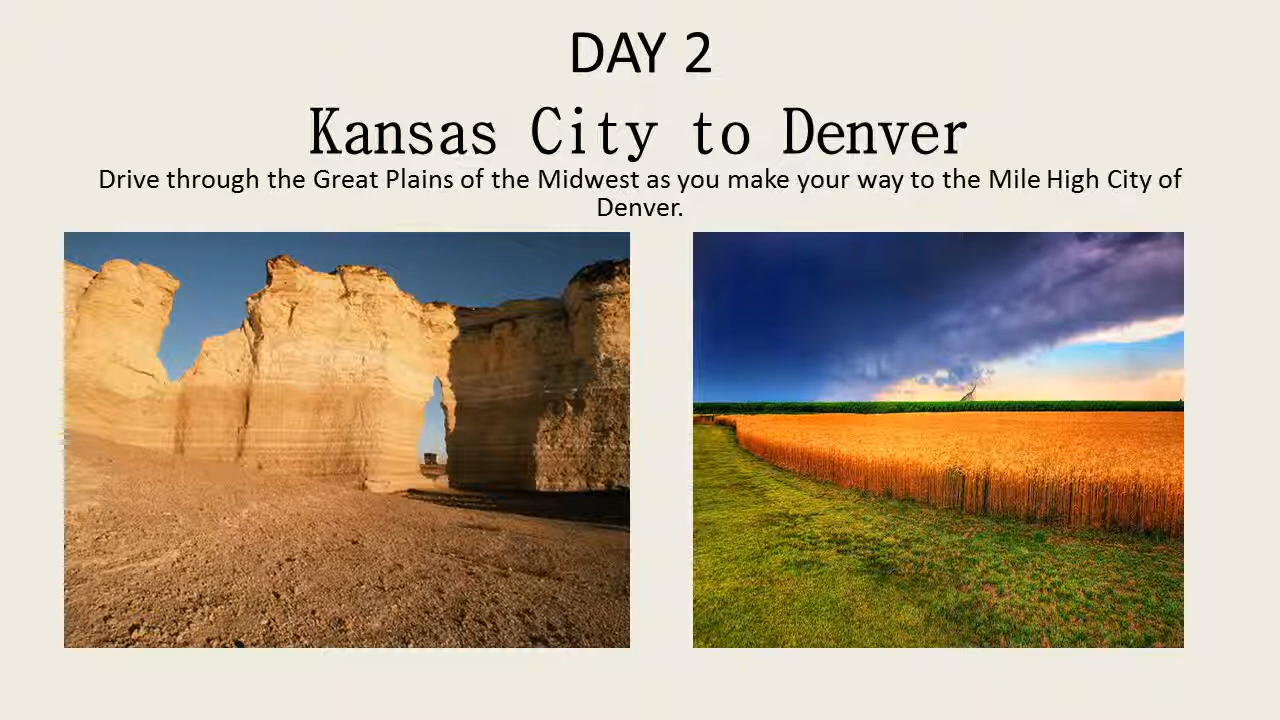 DAY 2
Kansas City to Denver
Drive through the Great Plains of the Midwest as you make your way to the Mile High City of
Denver.